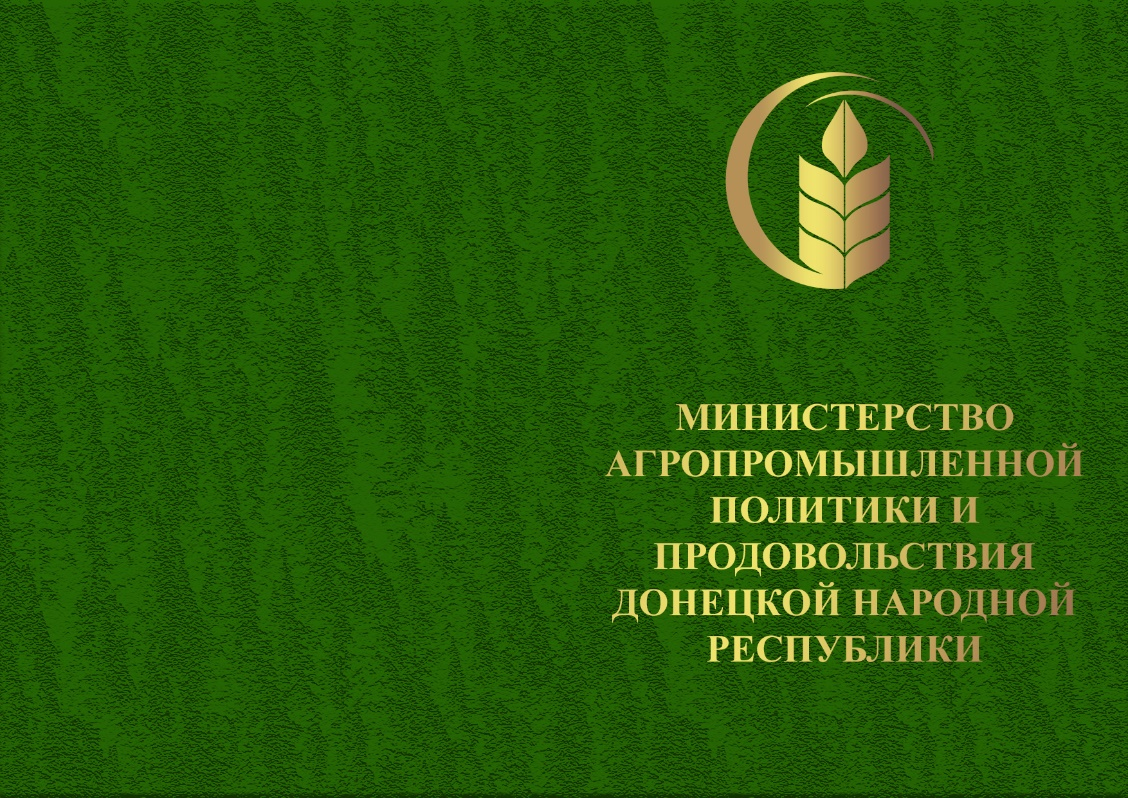 МИНИСТЕРСТВО
АГРОПРОМЫШЛЕННОЙ
ПОЛИТИКИ И
ПРОДОВОЛЬСТВИЯ
ДОНЕЦКОЙ НАРОДНОЙ
РЕСПУБЛИКИ